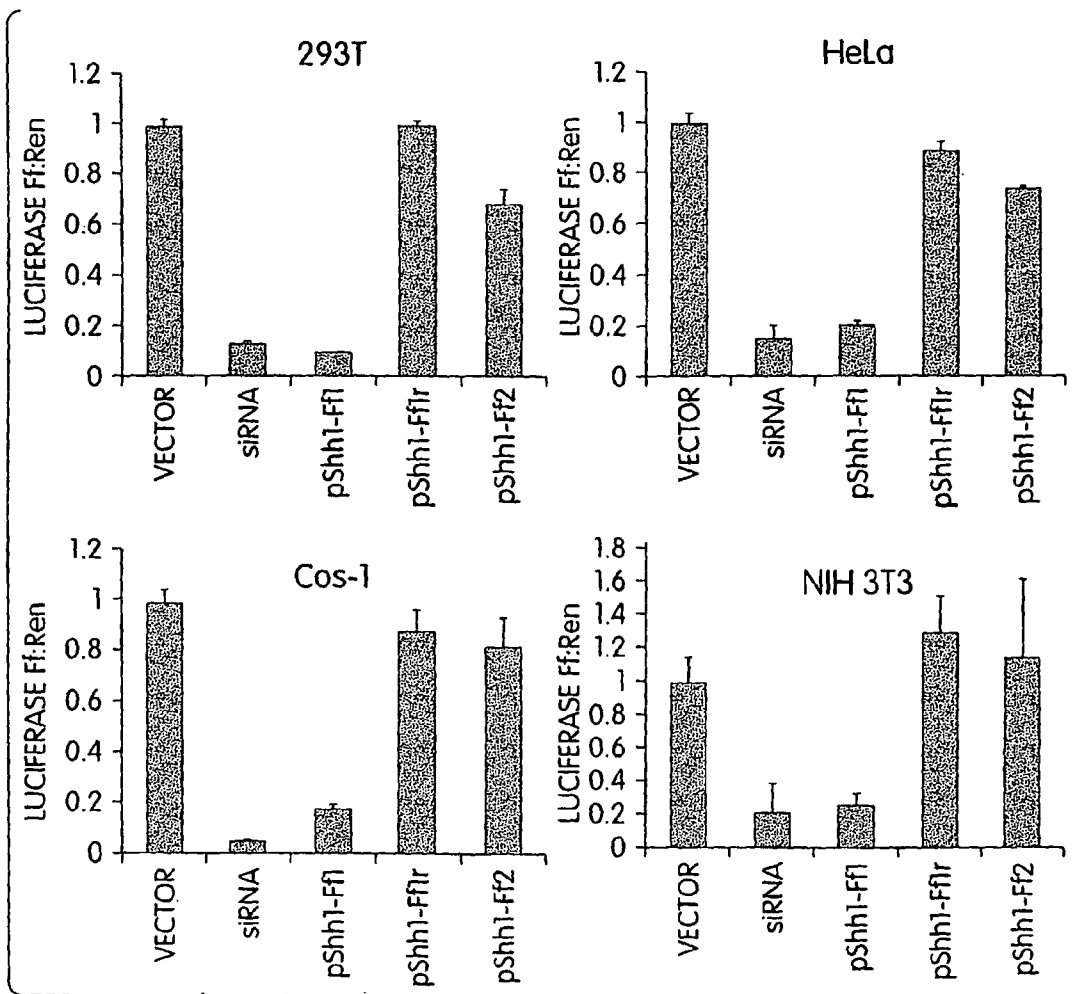 293T
LUCIFERASE Ff:Ren
1.2
1
0.8
0.6
0.4
0.2
0
VECTOR
siRNA
pShh1-Ff1
pShh1-Ff1r
pShh1-Ff2
HeLa
LUCIFERASE Ff:Ren
1.2
1
0.8
0.6
0.4
0.2
0
VECTOR
siRNA
pShh1-Ff1
pShh1-Ff1r
pShh1-Ff2
Cos-1
LUCIFERASE Ff:Ren
1.2
1
0.8
0.6
0.4
0.2
0
VECTOR
siRNA
pShh1-Ff1
pShh1-Ff1r
pShh1-Ff2
NIH 3T3
LUCIFERASE Ff:Ren
1.8
1.6
1.4
1.2
1
0.8
0.6
0.4
0.2
0
VECTOR
siRNA
pShh1-Ff1
pShh1-Ff1r
pShh1-Ff2